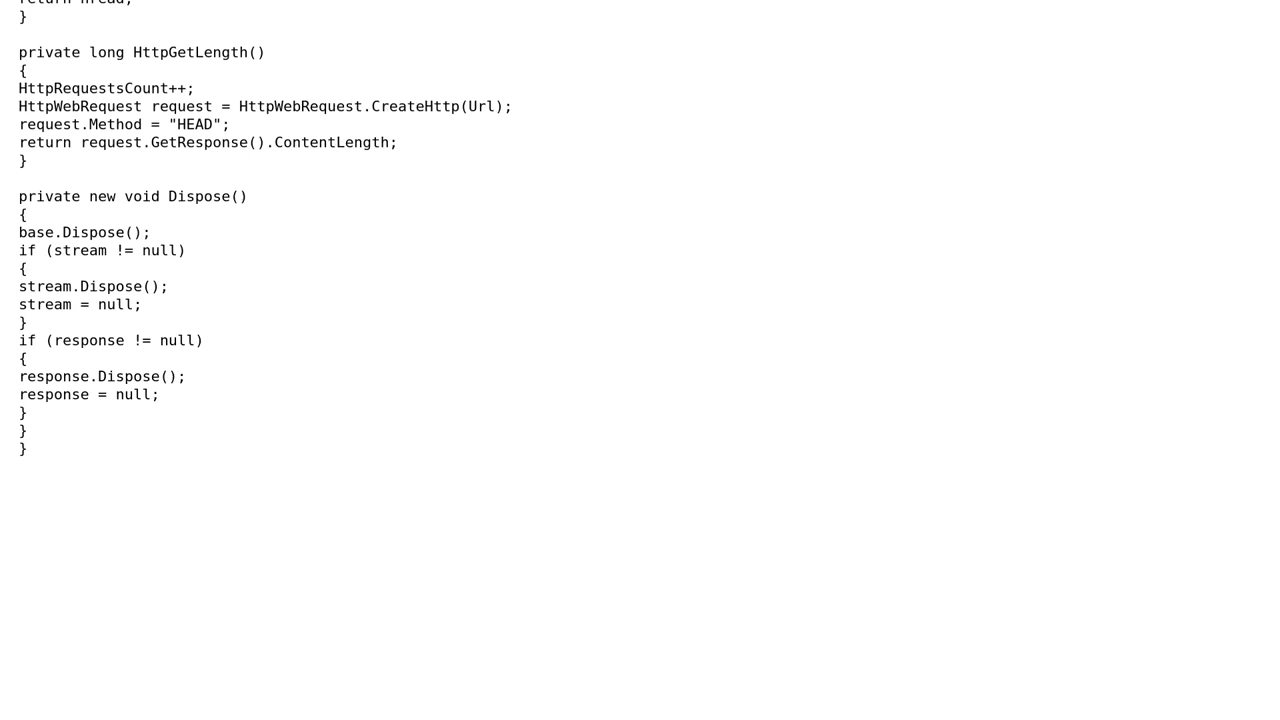 }

private long HttpGetLength()
{
HttpRequestsCount++;
HttpWebRequest request = HttpWebRequest.CreateHttp(Url);
request.Method = "HEAD";
return request.GetResponse().ContentLength;
}

private new void Dispose()
{
base.Dispose();
if (stream != null)
{
stream.Dispose();
stream = null;
}
if (response != null)
{
response.Dispose();
response = null;
}
}
}